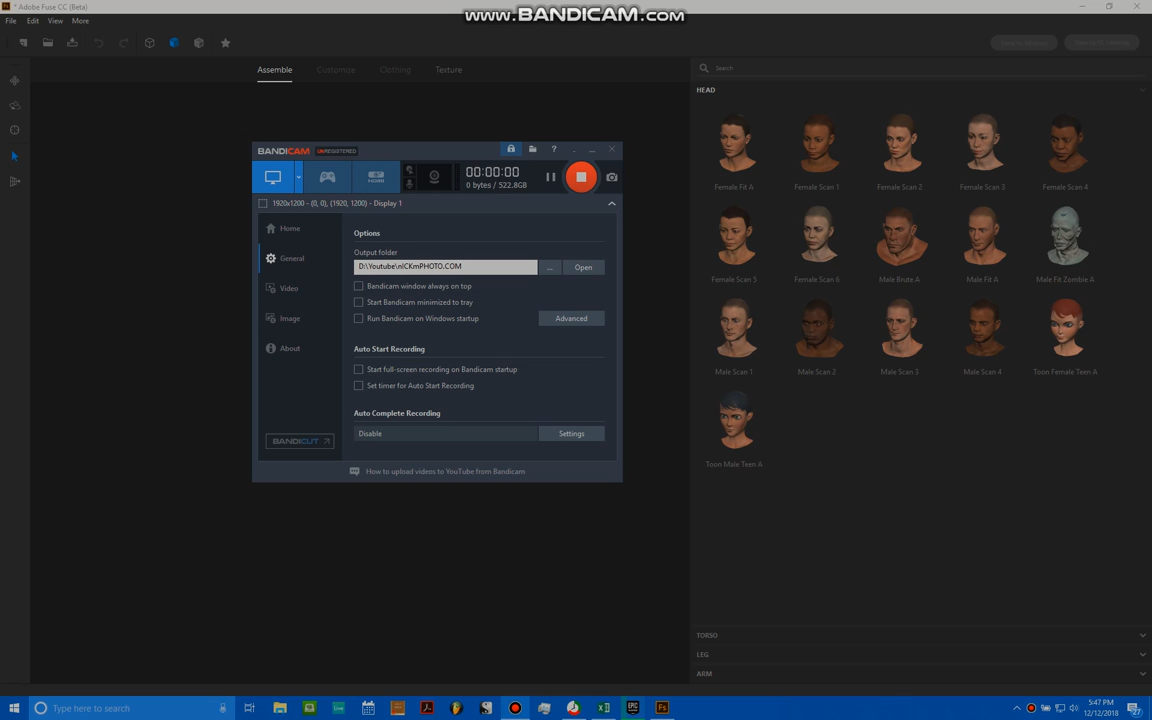 www.BANDICAM.com
* Adobe Fuse CC (Beta)
File Edit View More
Assemble Customize Clothing Texture
Search
HEAD
Female Fit A Female Scan 1 Female Scan 2 Female Scan 3 Female Scan 4
Female Scan 5 Female Scan 6 Male Brute A Male Fit A Male Fit Zombie A
Male Scan 1 Male Scan 2 Male Scan 3 Male Scan 4 Toon Female Teen A
Toon Male Teen A
TORSO
LEG
ARM
BANDICAM UNREGISTERED
00:00:00
0 bytes / 522.8GB
1920x1200 - (0, 0), (1920, 1200) - Display 1
Home
General
Video
Image
About
BANDICUT
Options
Output folder
D:\Youtube\nICKmPHOTO.COM ... Open
Bandicam window always on top
Start Bandicam minimized to tray
Run Bandicam on Windows startup Advanced
Auto Start Recording
Start full-screen recording on Bandicam startup
Set timer for Auto Start Recording
Auto Complete Recording
Disable Settings
How to upload videos to YouTube from Bandicam
Type here to search
5:47 PM
12/12/2018
27